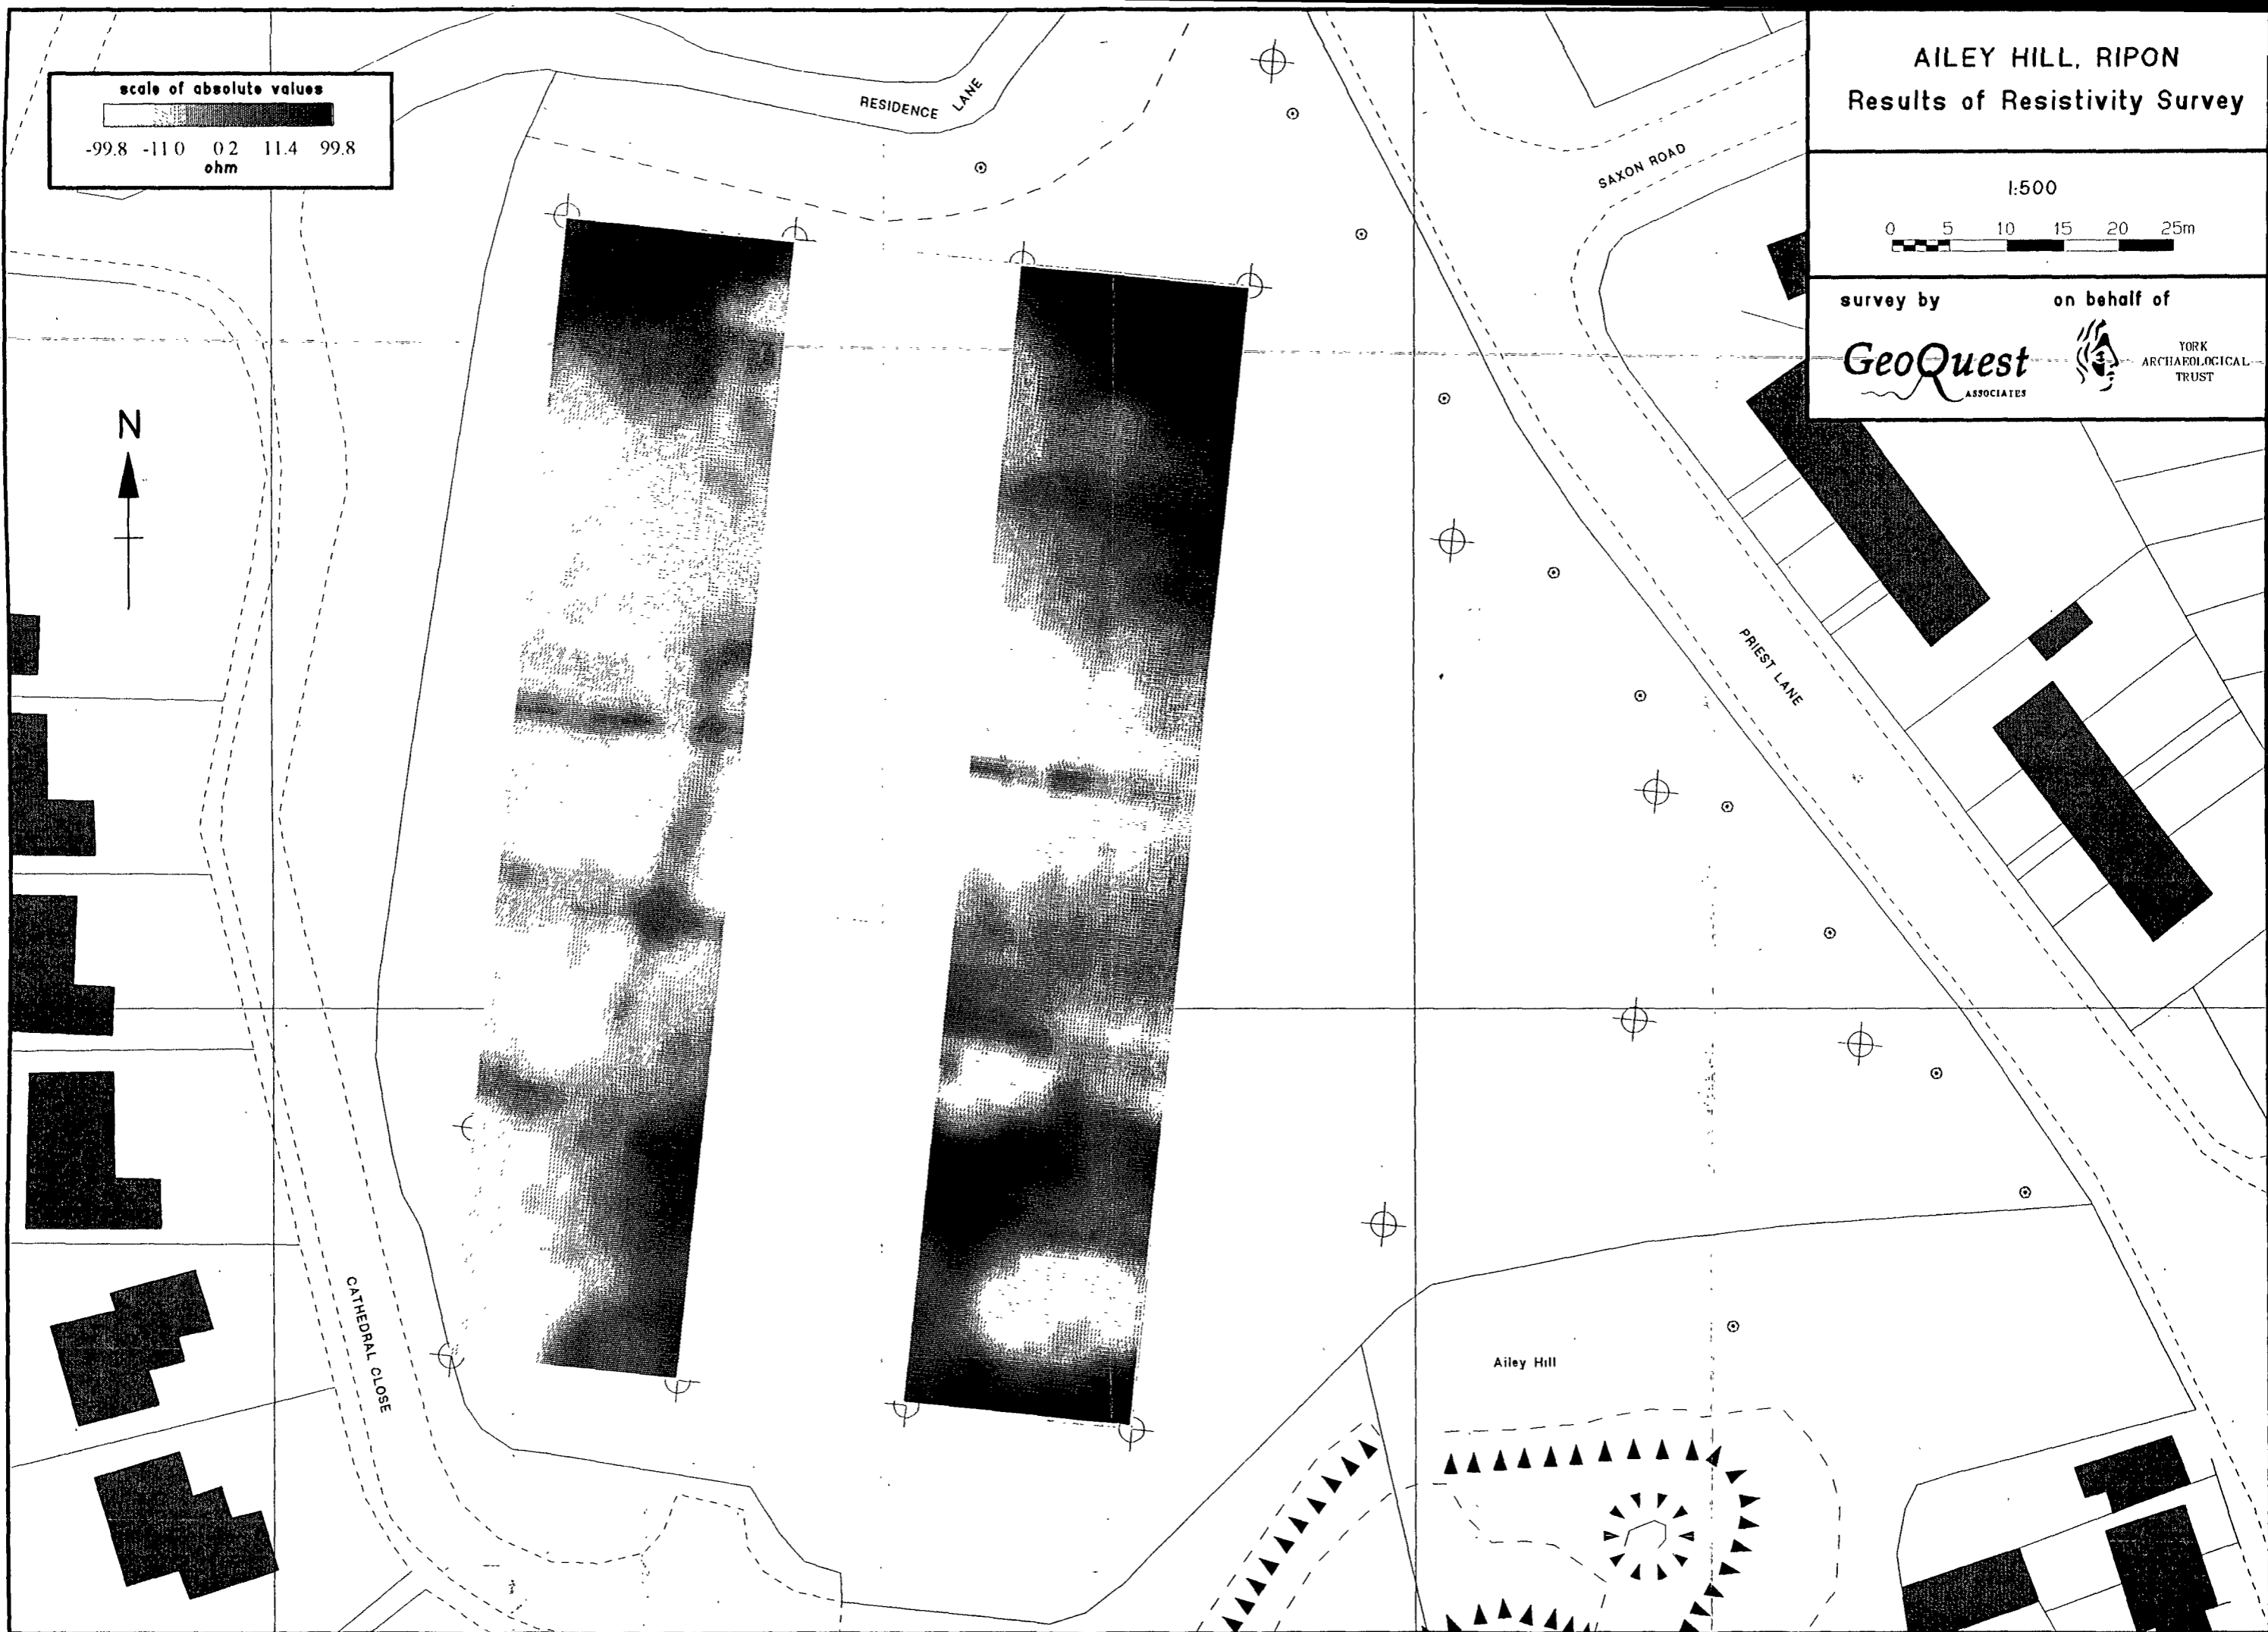 AILEY HILL, RIPON
Results of Resistivity Survey
1:500
0 5 10 15 20 25m
survey by
on behalf of
GeoQuest
ASSOCIATES
YORK
ARCHAEOLOGICAL
TRUST
scale of absolute values
-99.8 -11 0 0 2 11.4 99.8
ohm
RESIDENCE LANE
SAXON ROAD
N
PRIEST LANE
CATHEDRAL CLOSE
Ailey Hill